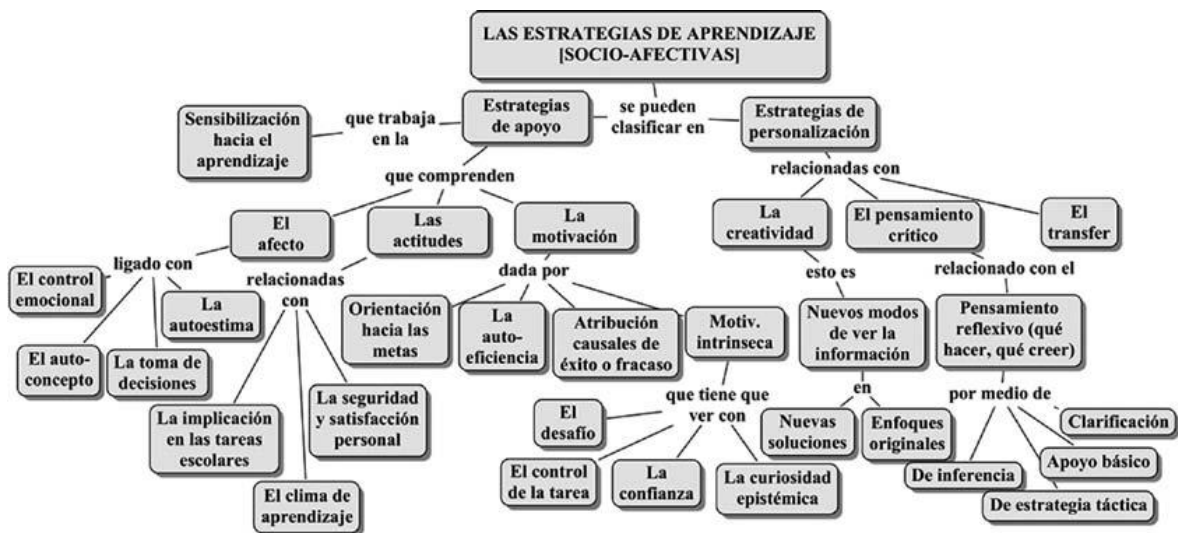 LAS ESTRATEGIAS DE APRENDIZAJE
[SOCIO-AFECTIVAS]
Sensibilización
hacia el
aprendizaje
que trabaja
en la
Estrategias
de apoyo
se pueden
clasificar en
Estrategias de
personalización
que comprenden
relacionadas con
El
afecto
Las
actitudes
La
motivación
La
creatividad
El pensamiento
crítico
El
transfer
ligado con
El control
emocional
La
autoestima
El auto-
concepto
La toma de
decisiones
relacionadas
con
La implicación
en las tareas
escolares
La seguridad
y satisfacción
personal
El clima de
aprendizaje
dada por
Orientación
hacia las
metas
La
auto-
eficiencia
Atribución
causales de
éxito o fracaso
Motiv.
intrinseca
que tiene que
ver con
El
desafío
El control
de la tarea
La
confianza
La curiosidad
epistémica
esto es
Nuevos modos
de ver la
información
en
Nuevas
soluciones
Enfoques
originales
relacionado con el
Pensamiento
reflexivo (qué
hacer, qué creer)
por medio de
Clarificación
De inferencia
Apoyo básico
De estrategia táctica